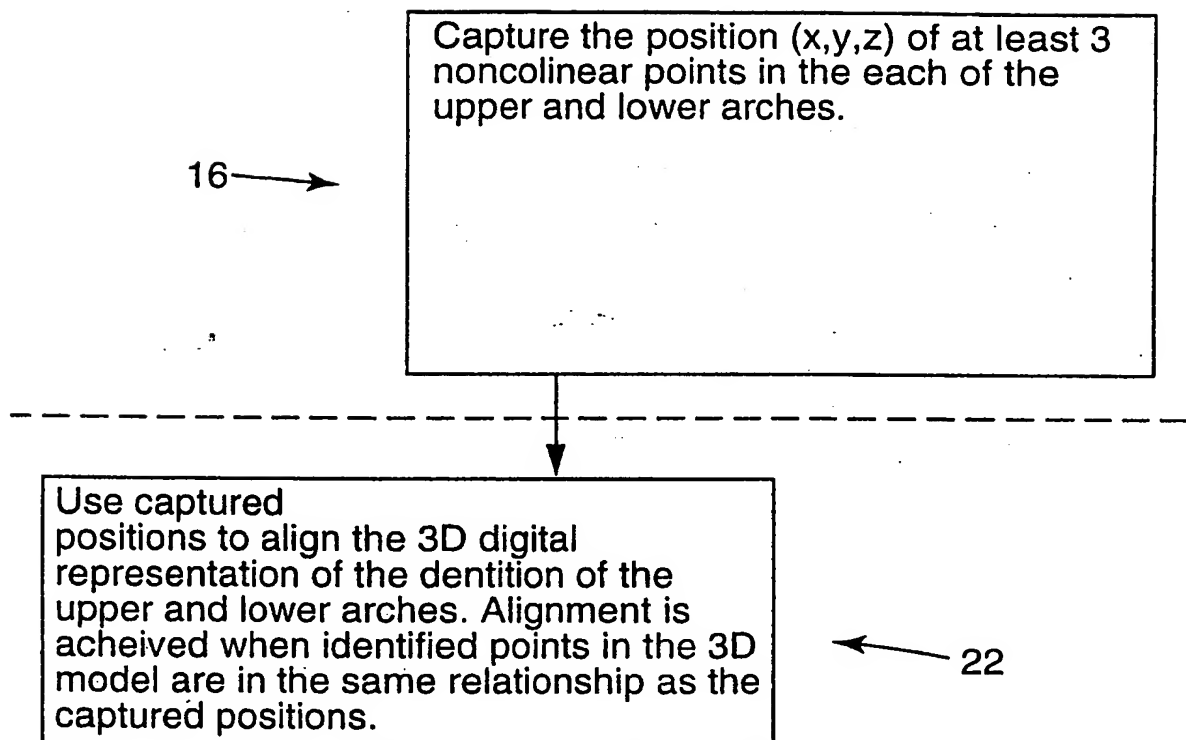 Capture the position (x,y,z) of at least 3
noncolinear points in the each of the
upper and lower arches.
16
Use captured
positions to align the 3D digital
representation of the dentition of the
upper and lower arches. Alignment is
acheived when identified points in the 3D
model are in the same relationship as the
captured positions.
22